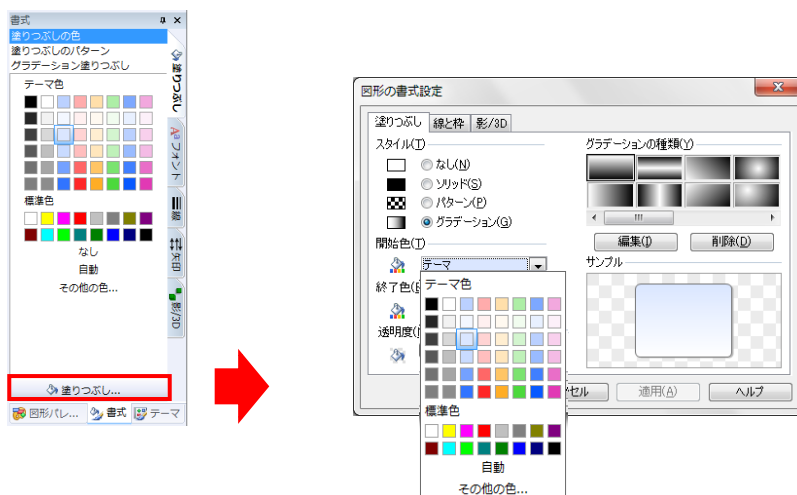 書式
塗りつぶしの色
塗りつぶしのパターン
グラデーション塗りつぶし
テーマ色
標準色
なし
自動
その他の色...
塗りつぶし
Aa フォント
線
矢印
影/3D
塗りつぶし...
図形パレ...
書式
テーマ
図形の書式設定
塗りつぶし
線と枠
影/3D
スタイル(T)
なし(N)
ソリッド(S)
パターン(P)
グラデーション(G)
開始色(T)
テーマ
終了色(
透明度(
テーマ色
標準色
自動
その他の色...
グラデーションの種類(Y)
編集(I)
削除(D)
サンプル
セル
適用(A)
ヘルプ